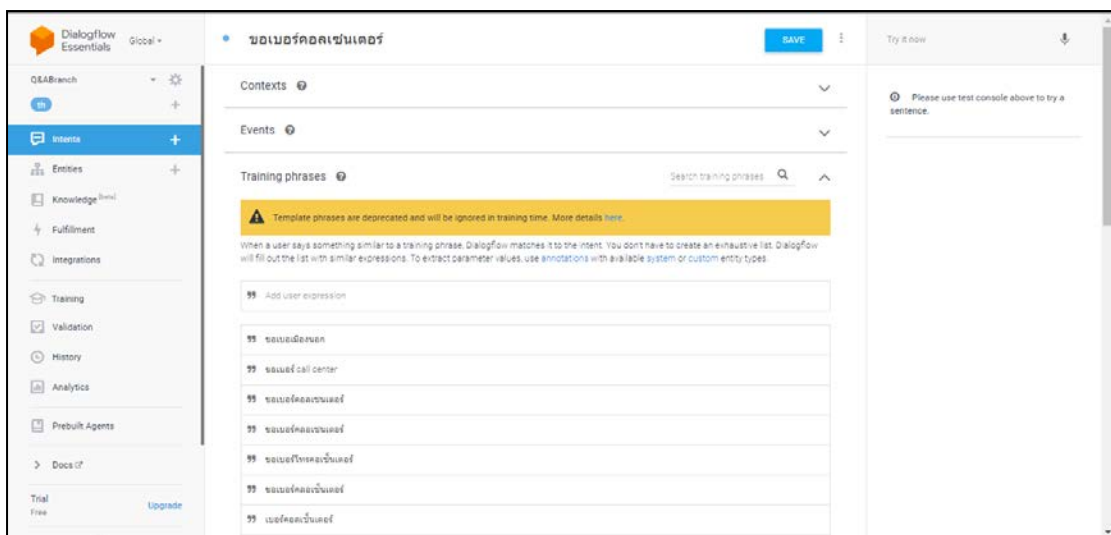 Dialogflow
Essentials
Global
ขอเบอร์คอลเซ่นเตอร์
SAVE
Try it now
Q&ABranch
th
Contexts
Please use test console above to try a
sentence.
Intents
Events
Entities
Training phrases
Search training phrases
Knowledge [beta]
Template phrases are deprecated and will be ignored in training time. More details here.
Fulfillment
When a user says something similar to a training phrase, Dialogflow matches it to the intent. You don't have to create an exhaustive list. Dialogflow
will fill out the list with similar expressions. To extract parameter values, use annotations with available system or custom entity types.
Integrations
Add user expression
Training
Validation
History
Analytics
Prebuilt Agents
Docs
Trial
Free
Upgrade
ขอเบอร์ call center